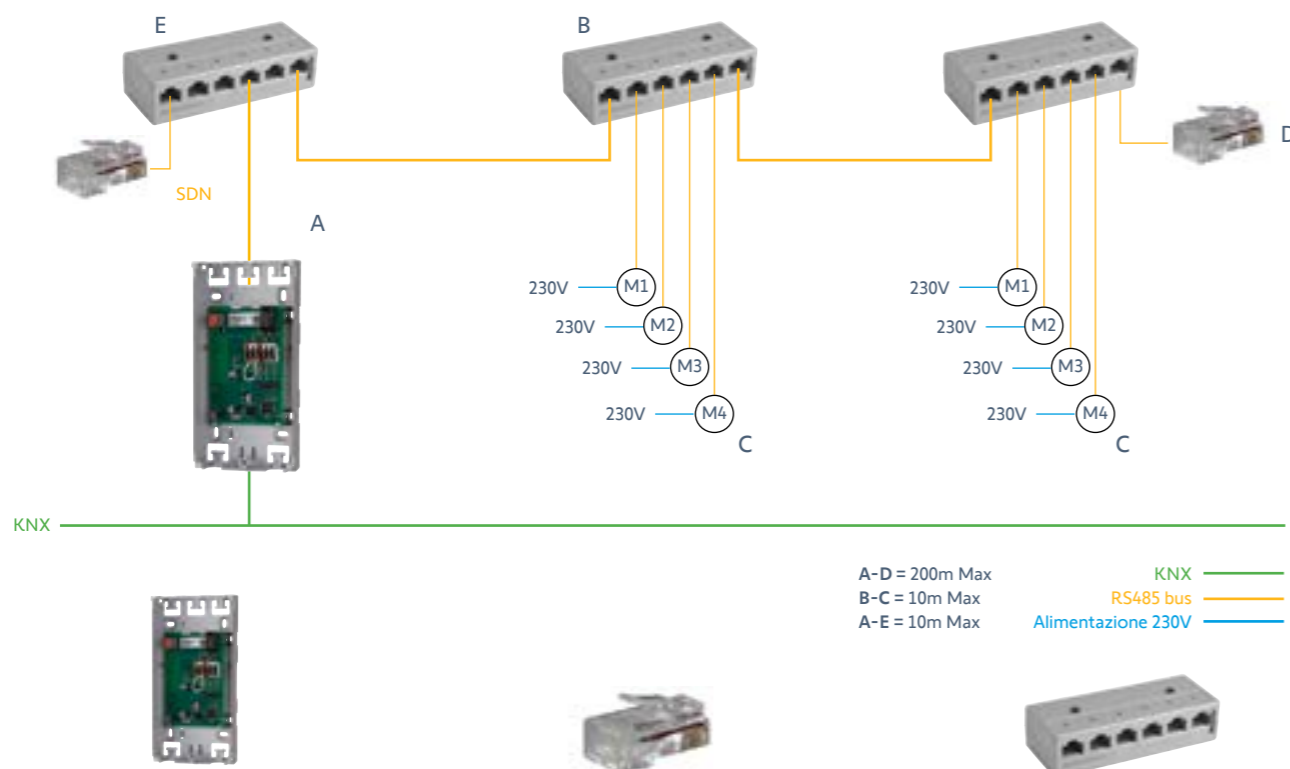 E
B
D
SDN
A
230V M1
230V M2
230V M3
230V M4
C
230V M1
230V M2
230V M3
230V M4
C
KNX
A-D = 200m Max
B-C = 10m Max
A-E = 10m Max
KNX
RS485 bus
Alimentazione 230V